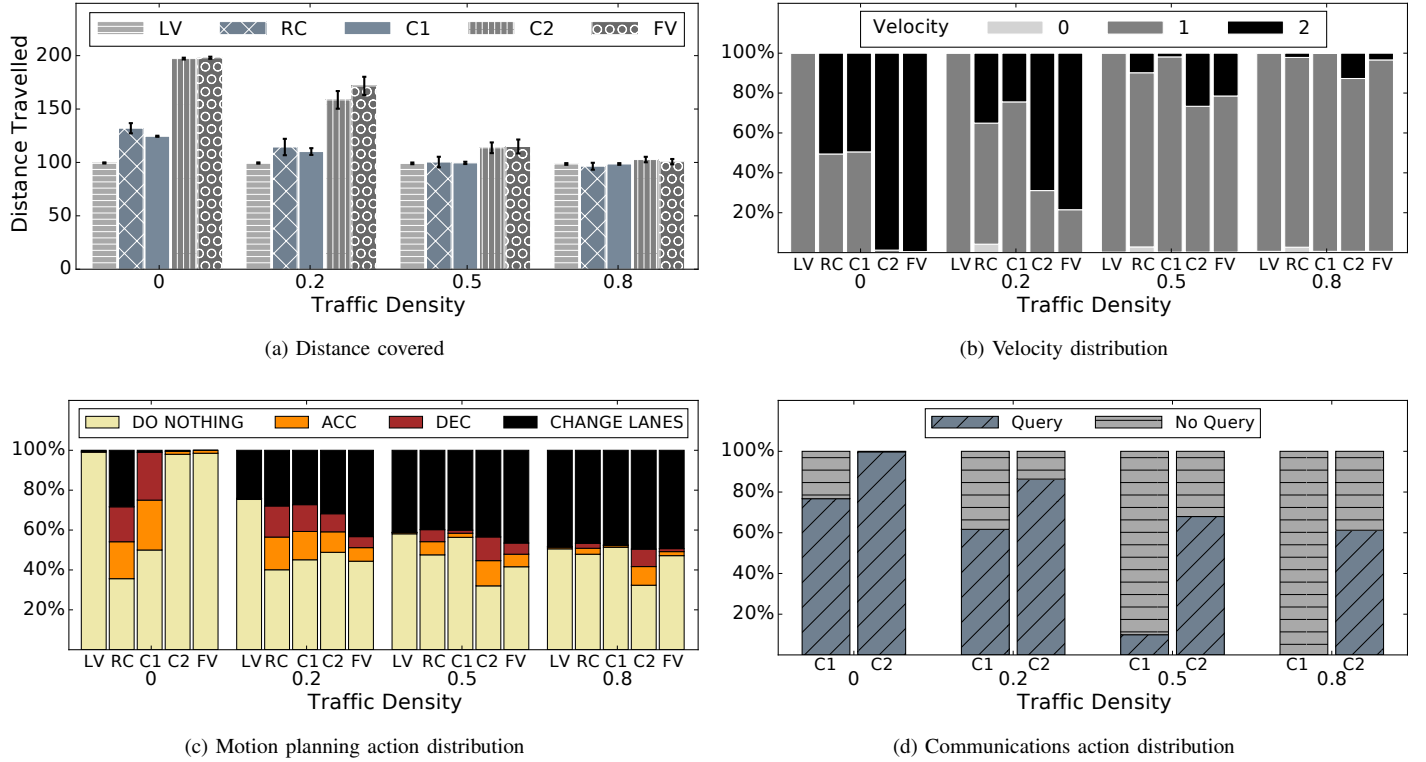 LV RC C1 C2 FV
Distance Travelled
200
150
100
50
0
0 0.2 0.5 0.8
Traffic Density
(a) Distance covered
Velocity 0 1 2
100%
80%
60%
40%
20%
LV RC C1 C2 FV LV RC C1 C2 FV LV RC C1 C2 FV LV RC C1 C2 FV
0 0.2 0.5 0.8
Traffic Density
(b) Velocity distribution
DO NOTHING ACC DEC CHANGE LANES
100%
80%
60%
40%
20%
LV RC C1 C2 FV LV RC C1 C2 FV LV RC C1 C2 FV LV RC C1 C2 FV
0 0.2 0.5 0.8
Traffic Density
(c) Motion planning action distribution
Query No Query
100%
80%
60%
40%
20%
C1 C2 C1 C2 C1 C2 C1 C2
0 0.2 0.5 0.8
Traffic Density
(d) Communications action distribution